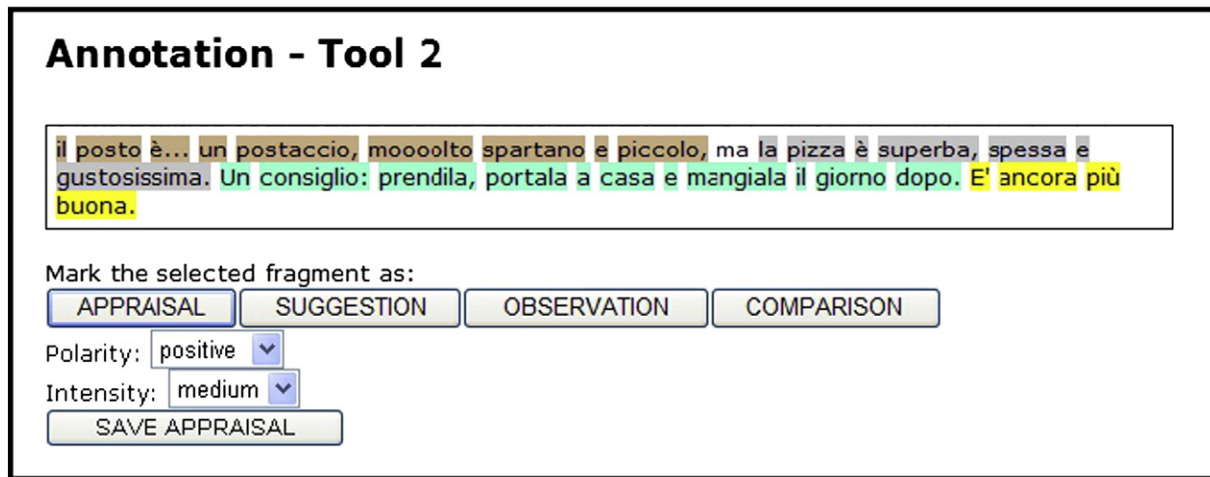 Annotation - Tool 2
il posto è... un postaccio, moooolto spartano e piccolo, ma la pizza è superba, spessa e
gustosissima. Un consiglio: prendila, portala a casa e mangiala il giorno dopo. E' ancora più
buona.
Mark the selected fragment as:
APPRAISAL SUGGESTION OBSERVATION COMPARISON
Polarity: positive
Intensity: medium
SAVE APPRAISAL